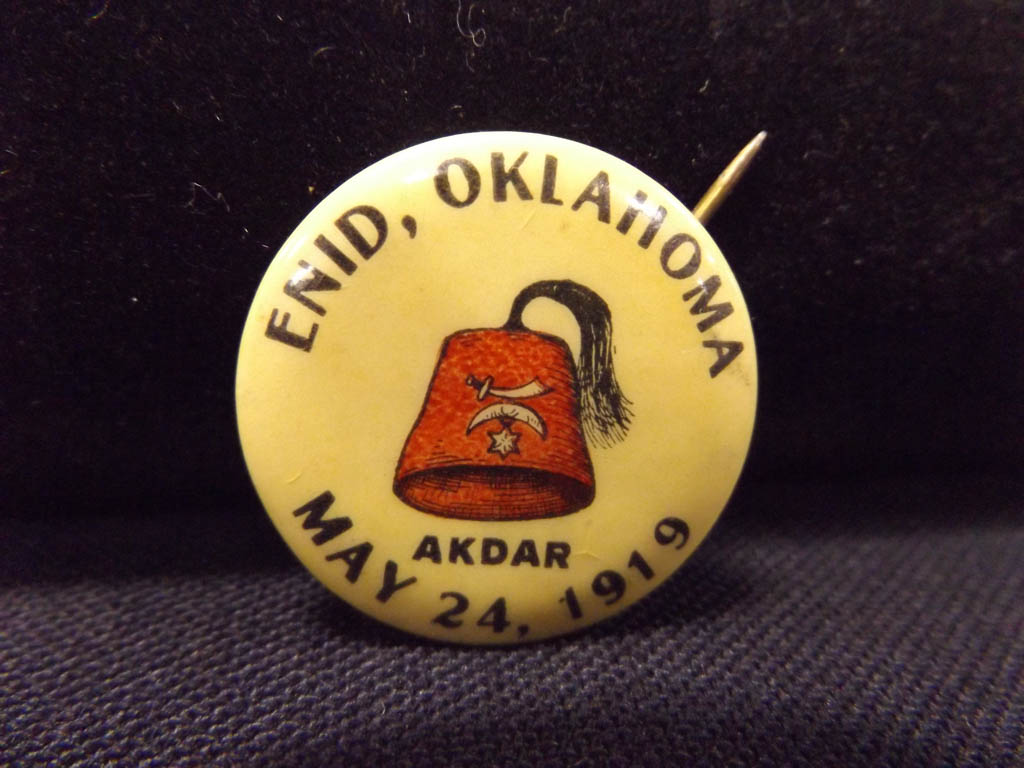 ENID, OKLAHOMA
AKDAR
MAY 24, 1919